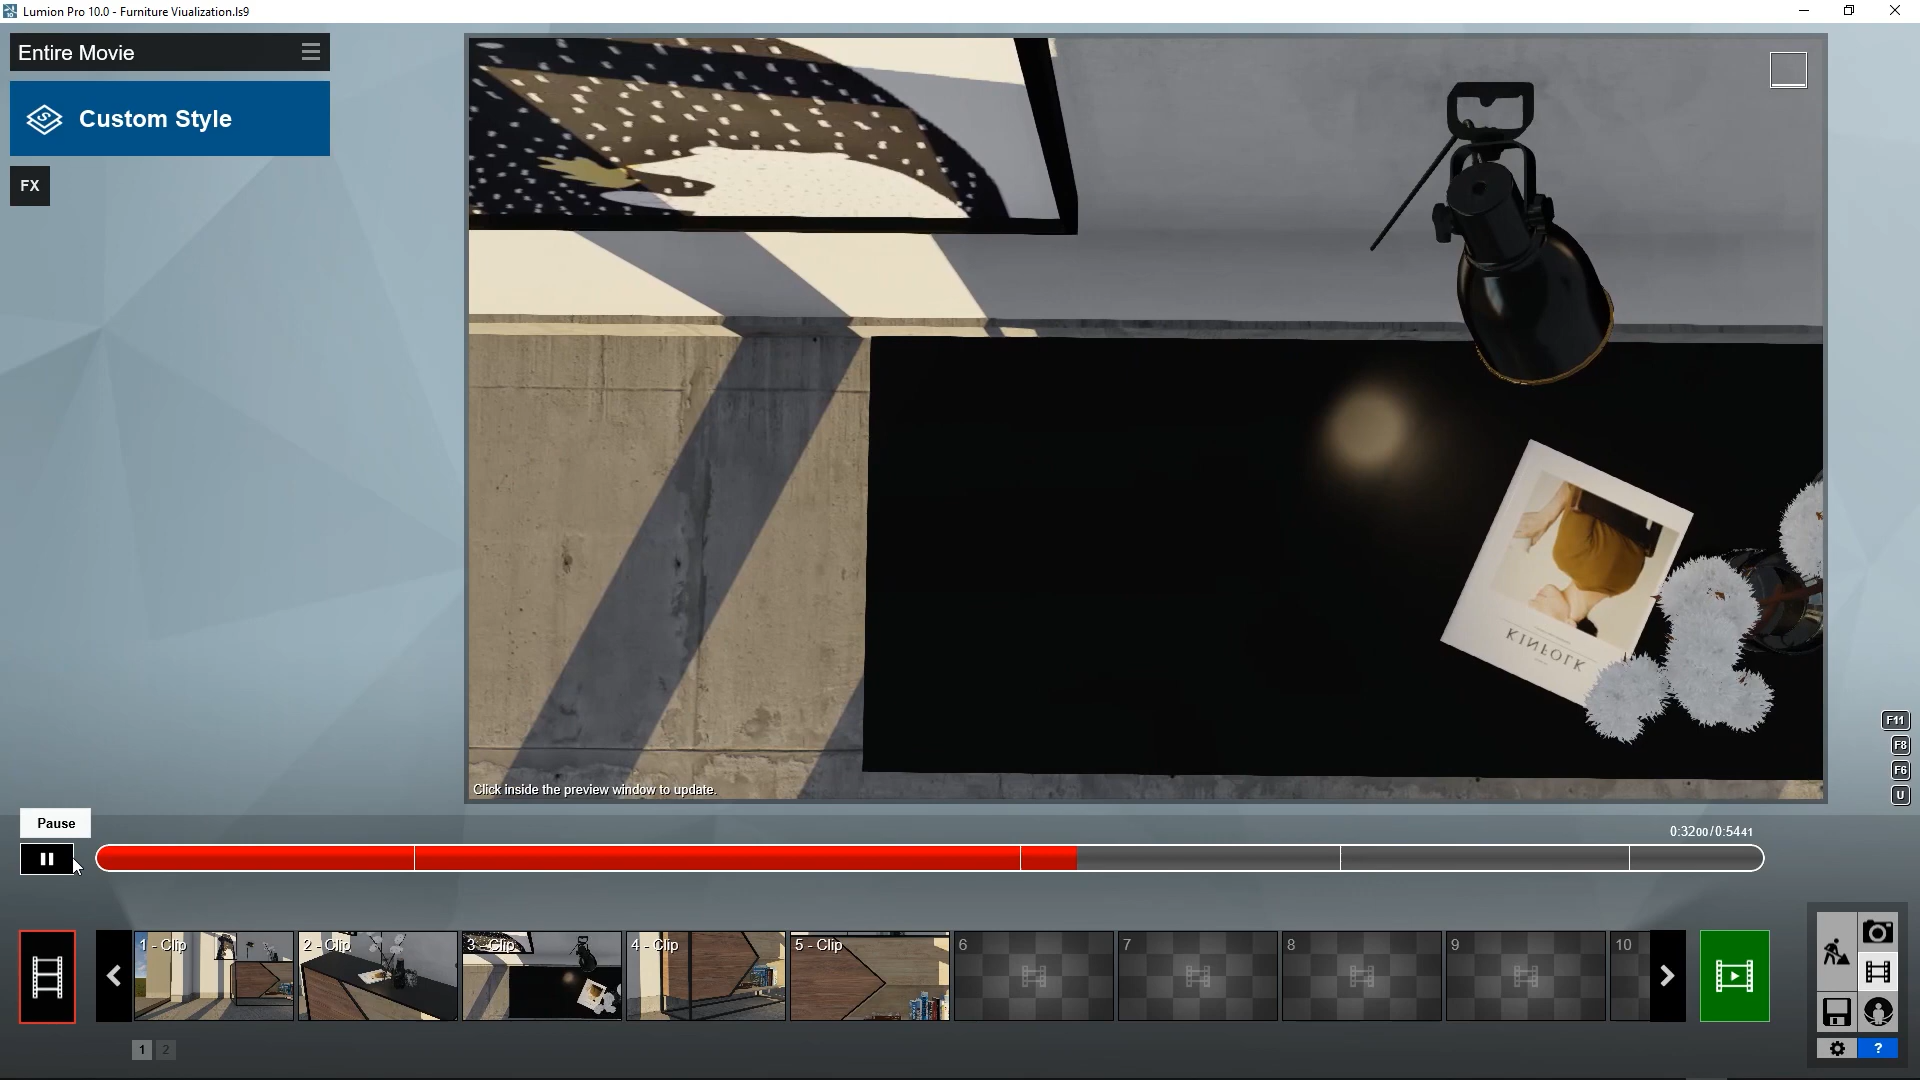 Lumion Pro 10.0 - Furniture Viualization.ls9
Entire Movie
Custom Style
FX
KINFOLK
Click inside the preview window to update.
F11
F8
F6
U
Pause
0:3200/0:5441
1 - Clip
2 - Clip
3 - Clip
4 - Clip
5 - Clip
6
7
8
9
10
1
2
?